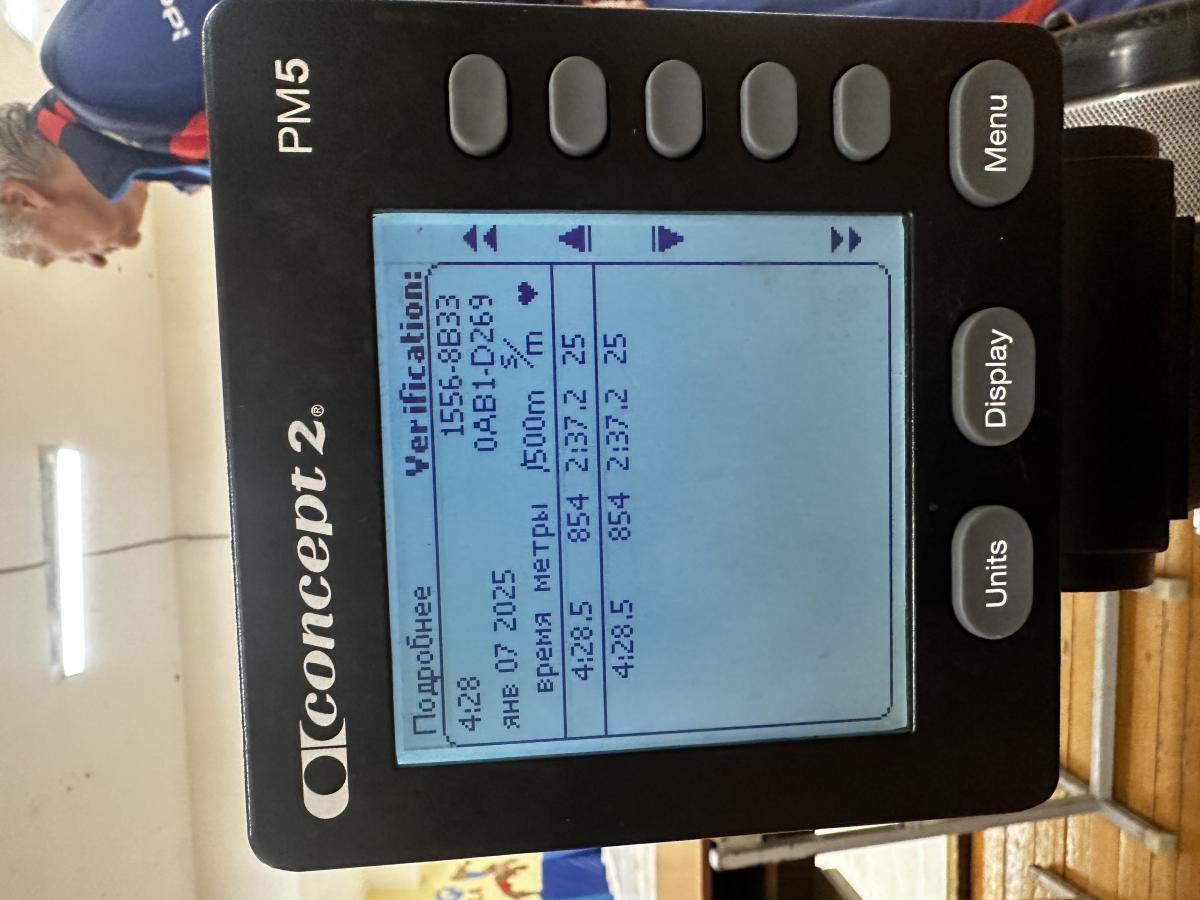 concept 2® PM5
Подробнее Verification:
4:28 1556-8B33
янв 07 2025 0AB1-D269
время метры /500m s/m
4:28.5 854 2:37.2 25
4:28.5 854 2:37.2 25
Units Display Menu